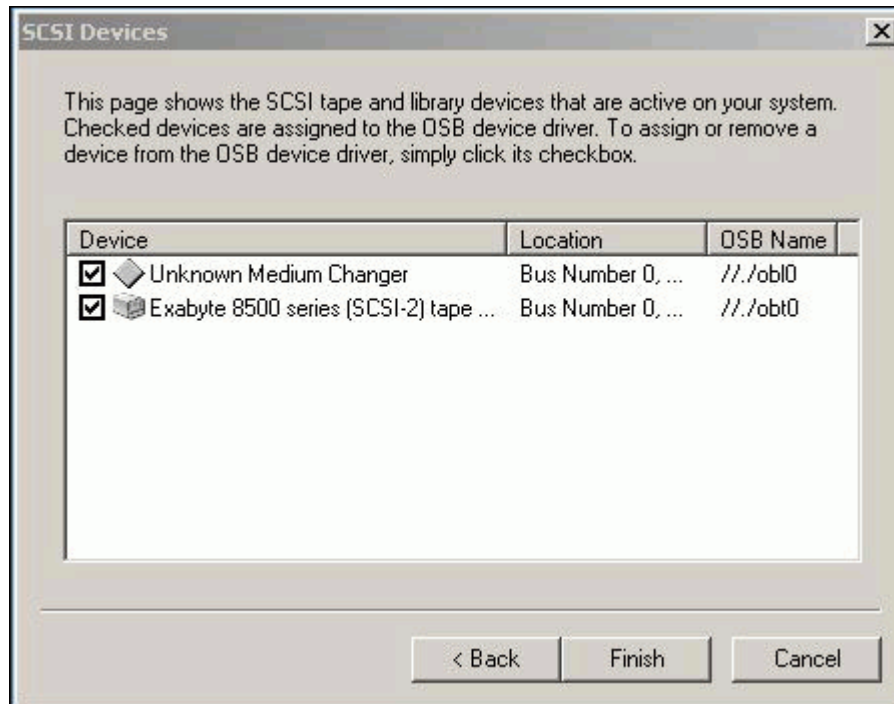 SCSI Devices
This page shows the SCSI tape and library devices that are active on your system.
Checked devices are assigned to the OSB device driver. To assign or remove a
device from the OSB device driver, simply click its checkbox.
Device Location OSB Name
Unknown Medium Changer Bus Number 0, ... //./obl0
Exabyte 8500 series (SCSI-2) tape ... Bus Number 0, ... //./obt0
< Back Finish Cancel